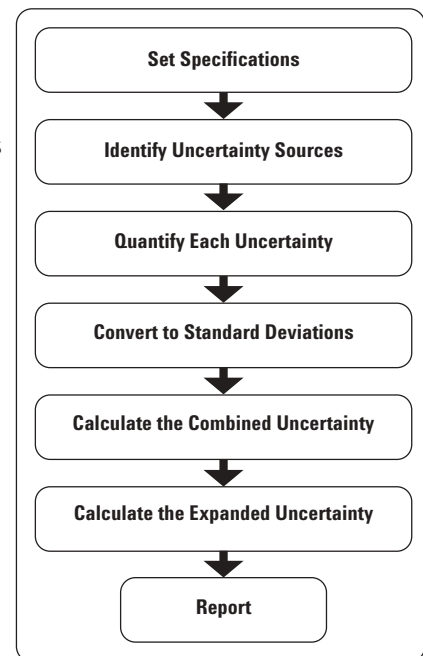 Set Specifications
Identify Uncertainty Sources
Quantify Each Uncertainty
Convert to Standard Deviations
Calculate the Combined Uncertainty
Calculate the Expanded Uncertainty
Report